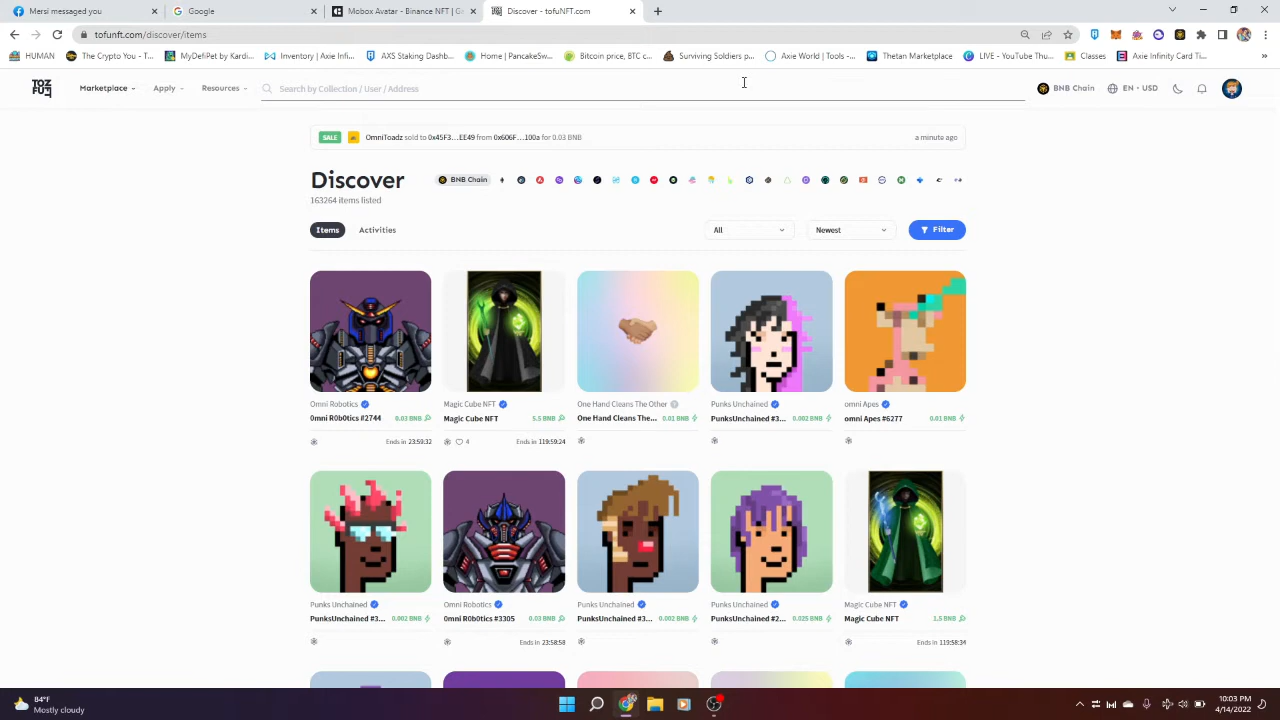 Mersi messaged you
Google
Mobox Avatar - Binance NFT | G
Discover - tofuNFT.com
tofunft.com/discover/items
HUMAN
The Crypto You - T...
MyDefiPet by Kardi...
Inventory | Axie Infi...
AXS Staking Dashb...
Home | PancakeSw...
Bitcoin price, BTC c...
Surviving Soldiers p...
Axie World | Tools -...
Thetan Marketplace
LIVE - YouTube Thu...
Classes
Axie Infinity Card Ti...
»
Marketplace
Apply
Resources
Search by Collection / User / Address
BNB Chain
EN • USD
SALE OmniToadz sold to 0x45F3...EE49 from 0x606F...100a for 0.03 BNB
a minute ago
Discover
BNB Chain
163264 items listed
Items
Activities
All
Newest
Filter
Omni Robotics
Magic Cube NFT
One Hand Cleans The Other
Punks Unchained
omni Apes
0mni R0b0tics #2744 0.03 BNB
Magic Cube NFT 5.5 BNB
One Hand Cleans The... 0.01 BNB
PunksUnchained #3... 0.002 BNB
omni Apes #6277 0.01 BNB
Ends in 23:59:32
4
Ends in 119:59:24
Punks Unchained
Omni Robotics
Punks Unchained
Punks Unchained
Magic Cube NFT
PunksUnchained #3... 0.002 BNB
0mni R0b0tics #3305 0.03 BNB
PunksUnchained #3... 0.002 BNB
PunksUnchained #2... 0.025 BNB
Magic Cube NFT 1.5 BNB
Ends in 23:58:58
Ends in 119:58:34
84°F
Mostly cloudy
10:03 PM
4/14/2022